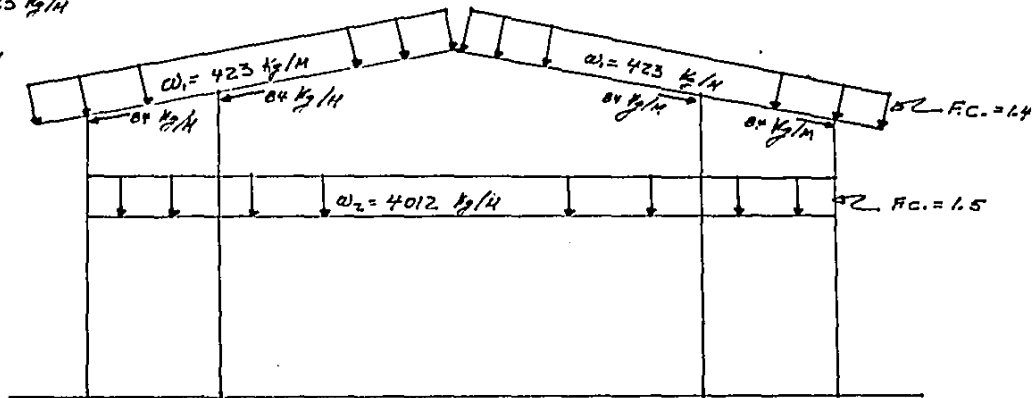 Kg/M
ω₁= 423 Kg/M
ω₁= 423 Kg/M
84 Kg/M
84 Kg/M
84 Kg/M
84 Kg/M
F.C. = 1.4
ω₂= 4012 Kg/M
F.C. = 1.5